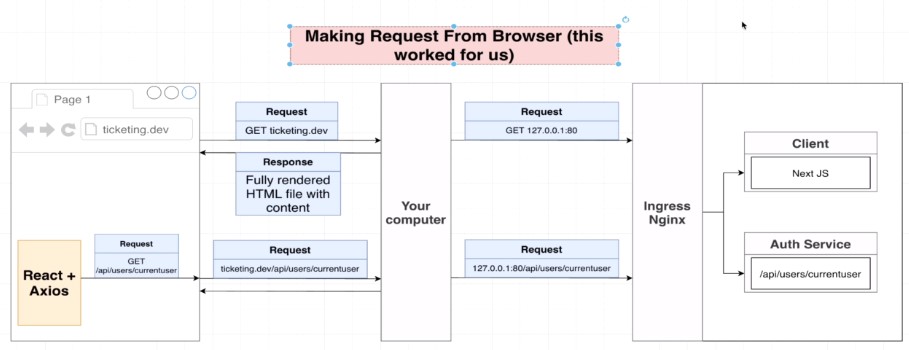 Making Request From Browser (this
worked for us)
Page 1
ticketing.dev
Request
GET ticketing.dev
Response
Fully rendered
HTML file with
content
Request
GET 127.0.0.1:80
Your
computer
Ingress
Nginx
Client
Next JS
React +
Axios
Request
GET
/api/users/currentuser
Request
ticketing.dev/api/users/currentuser
Request
127.0.0.1:80/api/users/currentuser
Auth Service
/api/users/currentuser